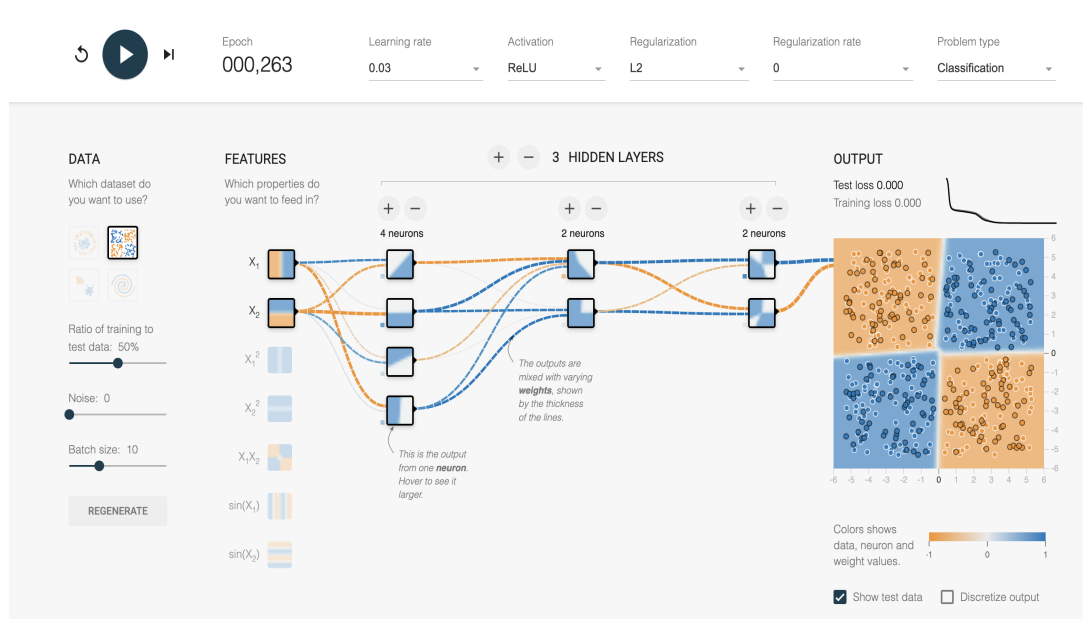 Epoch
000,263
Learning rate
0.03
Activation
ReLU
Regularization
L2
Regularization rate
0
Problem type
Classification
DATA
Which dataset do
you want to use?
Ratio of training to
test data: 50%
Noise: 0
Batch size: 10
REGENERATE
FEATURES
Which properties do
you want to feed in?
X₁
X₂
X₁²
X₂²
X₁X₂
sin(X₁)
sin(X₂)
+ − 3 HIDDEN LAYERS
+ −
4 neurons
+ −
2 neurons
+ −
2 neurons
The outputs are
mixed with varying
weights, shown
by the thickness
of the lines.
This is the output
from one neuron.
Hover to see it
larger.
OUTPUT
Test loss 0.000
Training loss 0.000
6
5
4
3
2
1
0
-1
-2
-3
-4
-5
-6
-6 -5 -4 -3 -2 -1 0 1 2 3 4 5 6
Colors shows
data, neuron and
weight values.
-1 0 1
Show test data
Discretize output